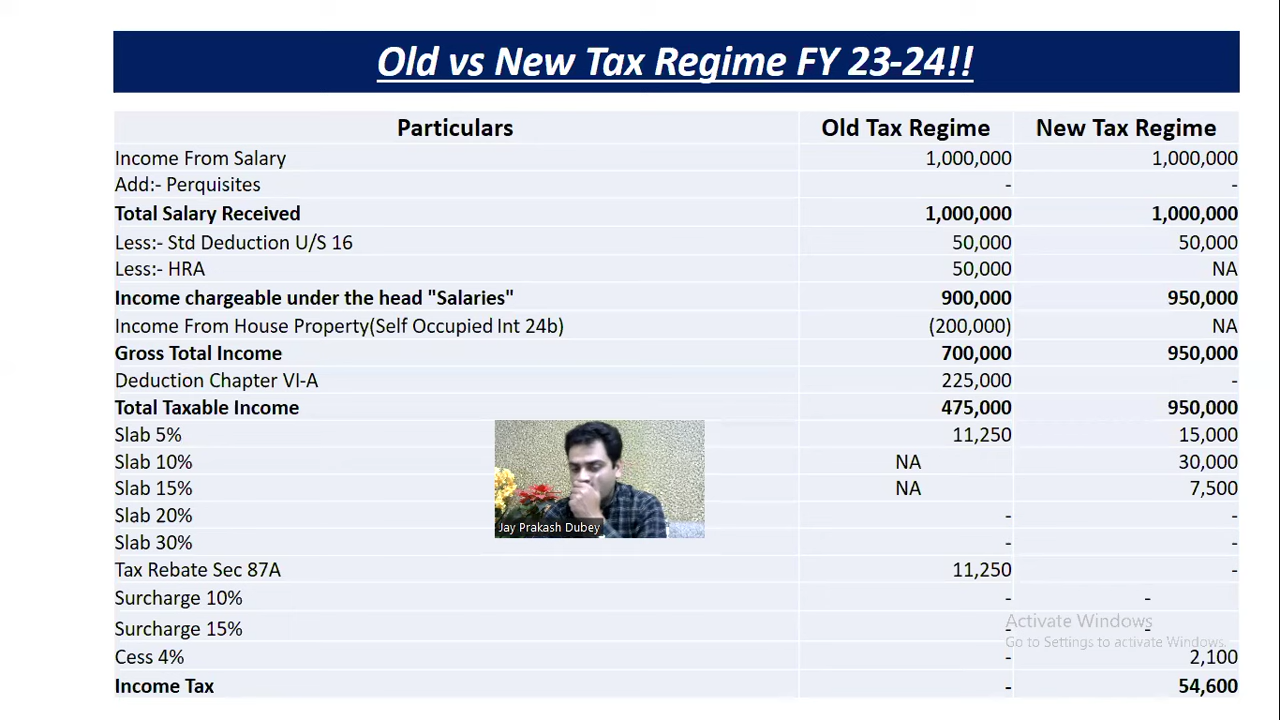 Old vs New Tax Regime FY 23-24!!
Particulars Old Tax Regime New Tax Regime
Income From Salary 1,000,000 1,000,000
Add:- Perquisites - -
Total Salary Received 1,000,000 1,000,000
Less:- Std Deduction U/S 16 50,000 50,000
Less:- HRA 50,000 NA
Income chargeable under the head "Salaries" 900,000 950,000
Income From House Property(Self Occupied Int 24b) (200,000) NA
Gross Total Income 700,000 950,000
Deduction Chapter VI-A 225,000 -
Total Taxable Income 475,000 950,000
Slab 5% 11,250 15,000
Slab 10% NA 30,000
Slab 15% NA 7,500
Slab 20% - -
Jay Prakash Dubey
Slab 30% - -
Tax Rebate Sec 87A 11,250 -
Surcharge 10% - -
Surcharge 15% - -
Activate Windows
Go to Settings to activate Windows.
Cess 4% - 2,100
Income Tax - 54,600